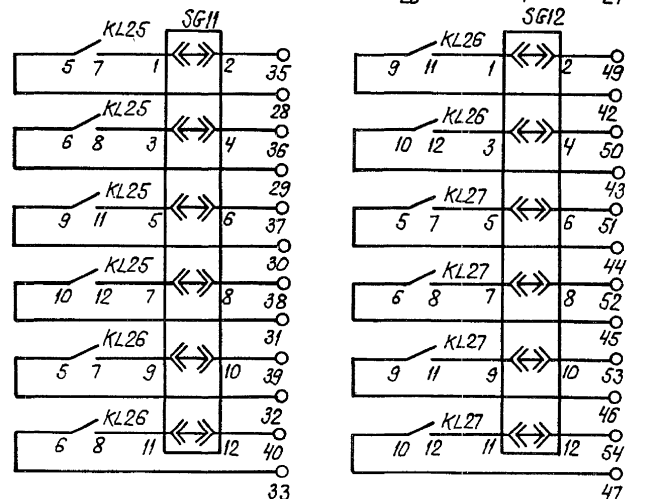 SG11
SG12
KL25
5 7 1 2 35
28
KL25
6 8 3 4 36
29
KL25
9 11 5 6 37
30
KL25
10 12 7 8 38
31
KL26
5 7 9 10 39
32
KL26
6 8 11 12 40
33
KL26
9 11 1 2 49
42
KL26
10 12 3 4 50
43
KL27
5 7 5 6 51
44
KL27
6 8 7 8 52
45
KL27
9 11 9 10 53
46
KL27
10 12 11 12 54
47